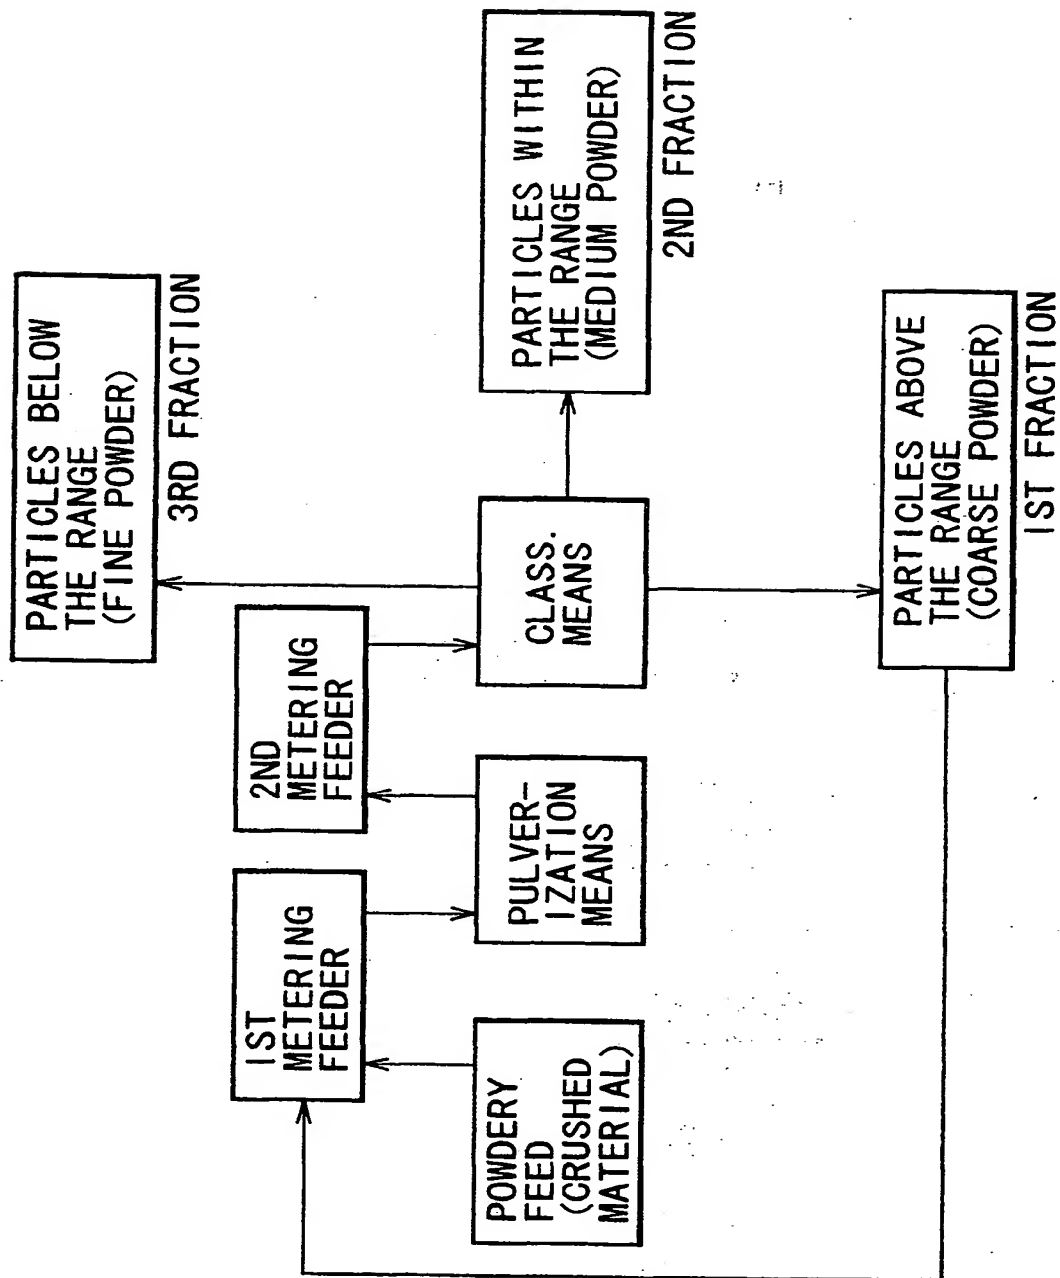 PARTICLES BELOW
THE RANGE
(FINE POWDER)
3RD FRACTION
1ST
METERING
FEEDER
2ND
METERING
FEEDER
POWDERY
FEED
(CRUSHED
MATERIAL)
PULVER-
IZATION
MEANS
CLASS.
MEANS
PARTICLES WITHIN
THE RANGE
(MEDIUM POWDER)
2ND FRACTION
PARTICLES ABOVE
THE RANGE
(COARSE POWDER)
1ST FRACTION